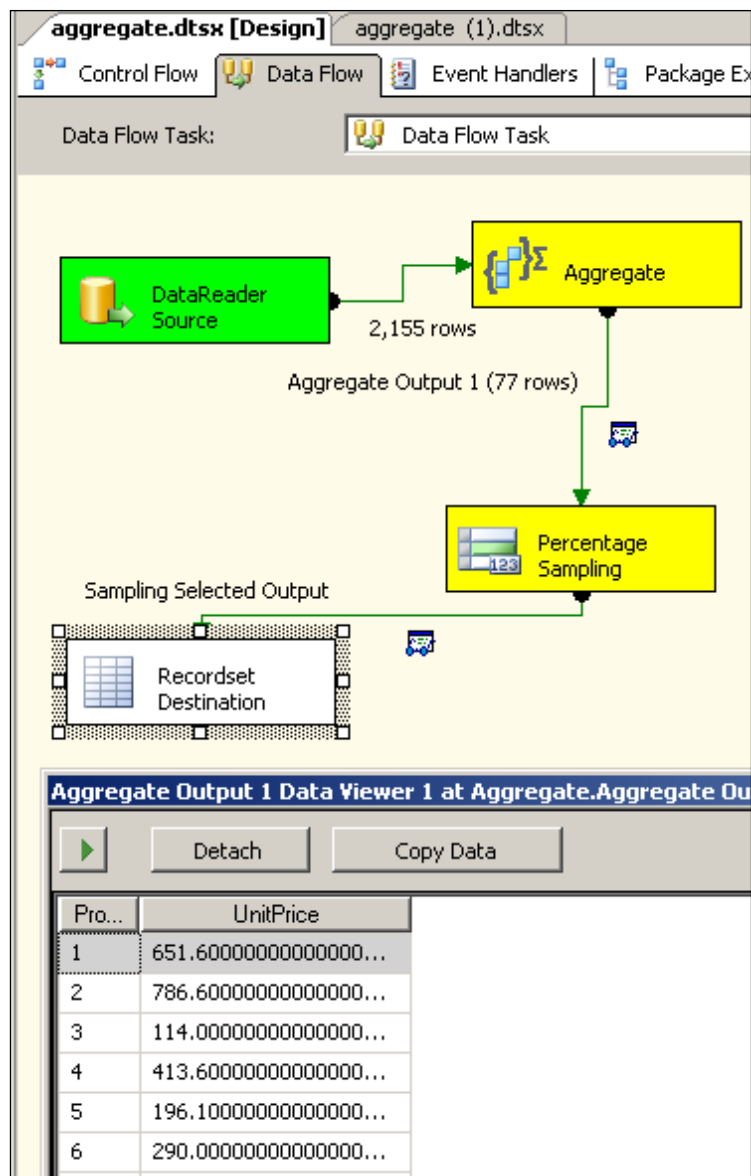 aggregate.dtsx [Design] aggregate (1).dtsx
Control Flow Data Flow Event Handlers Package Ex
Data Flow Task: Data Flow Task
Aggregate
DataReader
Source
2,155 rows
Aggregate Output 1 (77 rows)
Percentage
Sampling
123
Sampling Selected Output
Recordset
Destination
Aggregate Output 1 Data Viewer 1 at Aggregate.Aggregate Ou
Detach Copy Data
Pro... UnitPrice
1 651.60000000000000...
2 786.60000000000000...
3 114.00000000000000...
4 413.60000000000000...
5 196.10000000000000...
6 290.00000000000000...